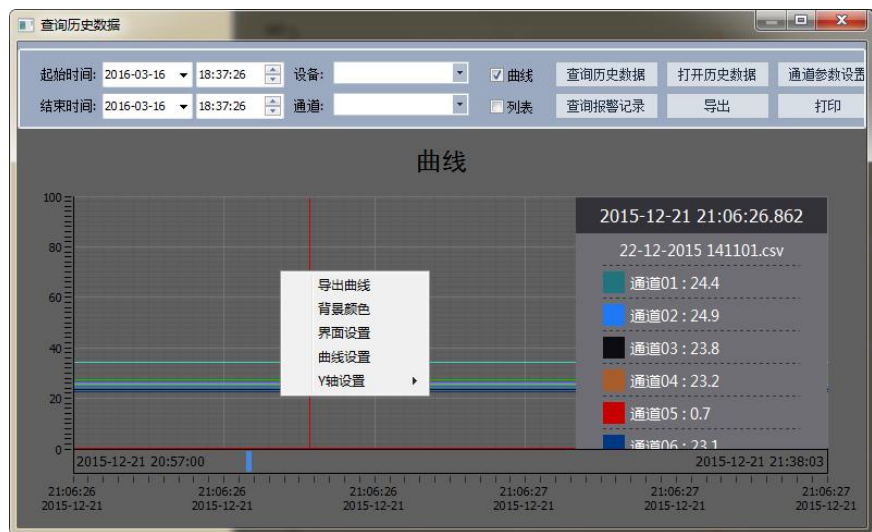 查询历史数据
起始时间: 2016-03-16 18:37:26 设备: 曲线 查询历史数据 打开历史数据 通道参数设置
结束时间: 2016-03-16 18:37:26 通道: 列表 查询报警记录 导出 打印
曲线
100
80
60
40
20
0
2015-12-21 21:06:26.862
22-12-2015 141101.csv
通道01 : 24.4
通道02 : 24.9
通道03 : 23.8
通道04 : 23.2
通道05 : 0.7
通道06 : 23.1
导出曲线
背景颜色
界面设置
曲线设置
Y轴设置
2015-12-21 20:57:00 2015-12-21 21:38:03
21:06:26 21:06:26 21:06:26 21:06:27 21:06:27 21:06:27
2015-12-21 2015-12-21 2015-12-21 2015-12-21 2015-12-21 2015-12-21